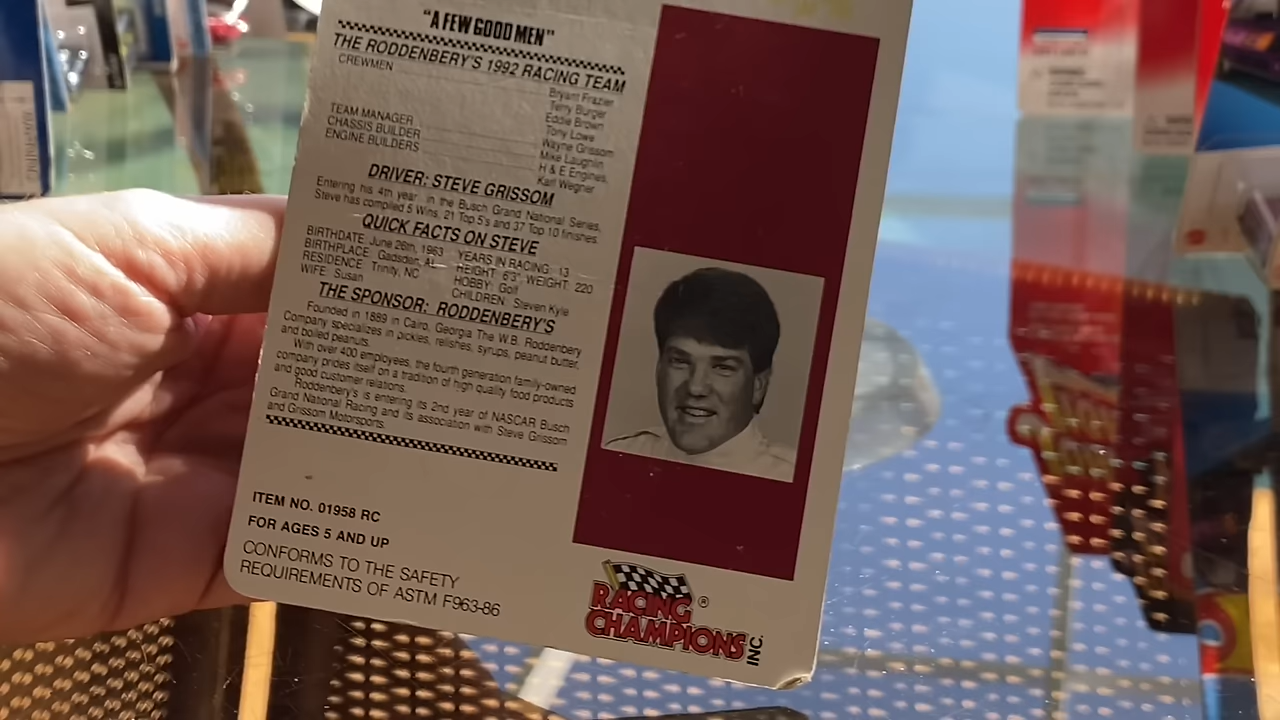 "A FEW GOOD MEN"
THE RODDENBERY'S 1992 RACING TEAM
CREWMEN Bryant Frazier
Terry Burger
Eddie Brown
Tony Lowe
TEAM MANAGER Wayne Grissom
CHASSIS BUILDER Mike Laughlin
ENGINE BUILDERS H & E Engines,
Karl Wegner
DRIVER: STEVE GRISSOM
Entering his 4th year in the Busch Grand National Series,
Steve has compiled 5 Wins, 21 Top 5's and 37 Top 10 finishes.
QUICK FACTS ON STEVE
BIRTHDATE: June 26th, 1963 YEARS IN RACING: 13
BIRTHPLACE: Gadsden, AL HEIGHT: 6'3" WEIGHT: 220
RESIDENCE: Trinity, NC HOBBY: Golf
WIFE: Susan CHILDREN: Steven Kyle
THE SPONSOR: RODDENBERY'S
Founded in 1889 in Cairo, Georgia The W.B. Roddenbery
Company specializes in pickles, relishes, syrups, peanut butter,
and boiled peanuts.
With over 400 employees, the fourth generation family-owned
company prides itself on a tradition of high quality food products
and good customer relations.
Roddenbery's is entering its 2nd year of NASCAR Busch
Grand National Racing and its association with Steve Grissom
and Grissom Motorsports.
ITEM NO. 01958 RC
FOR AGES 5 AND UP
CONFORMS TO THE SAFETY
REQUIREMENTS OF ASTM F963-86
RACING
CHAMPIONS
INC.
®